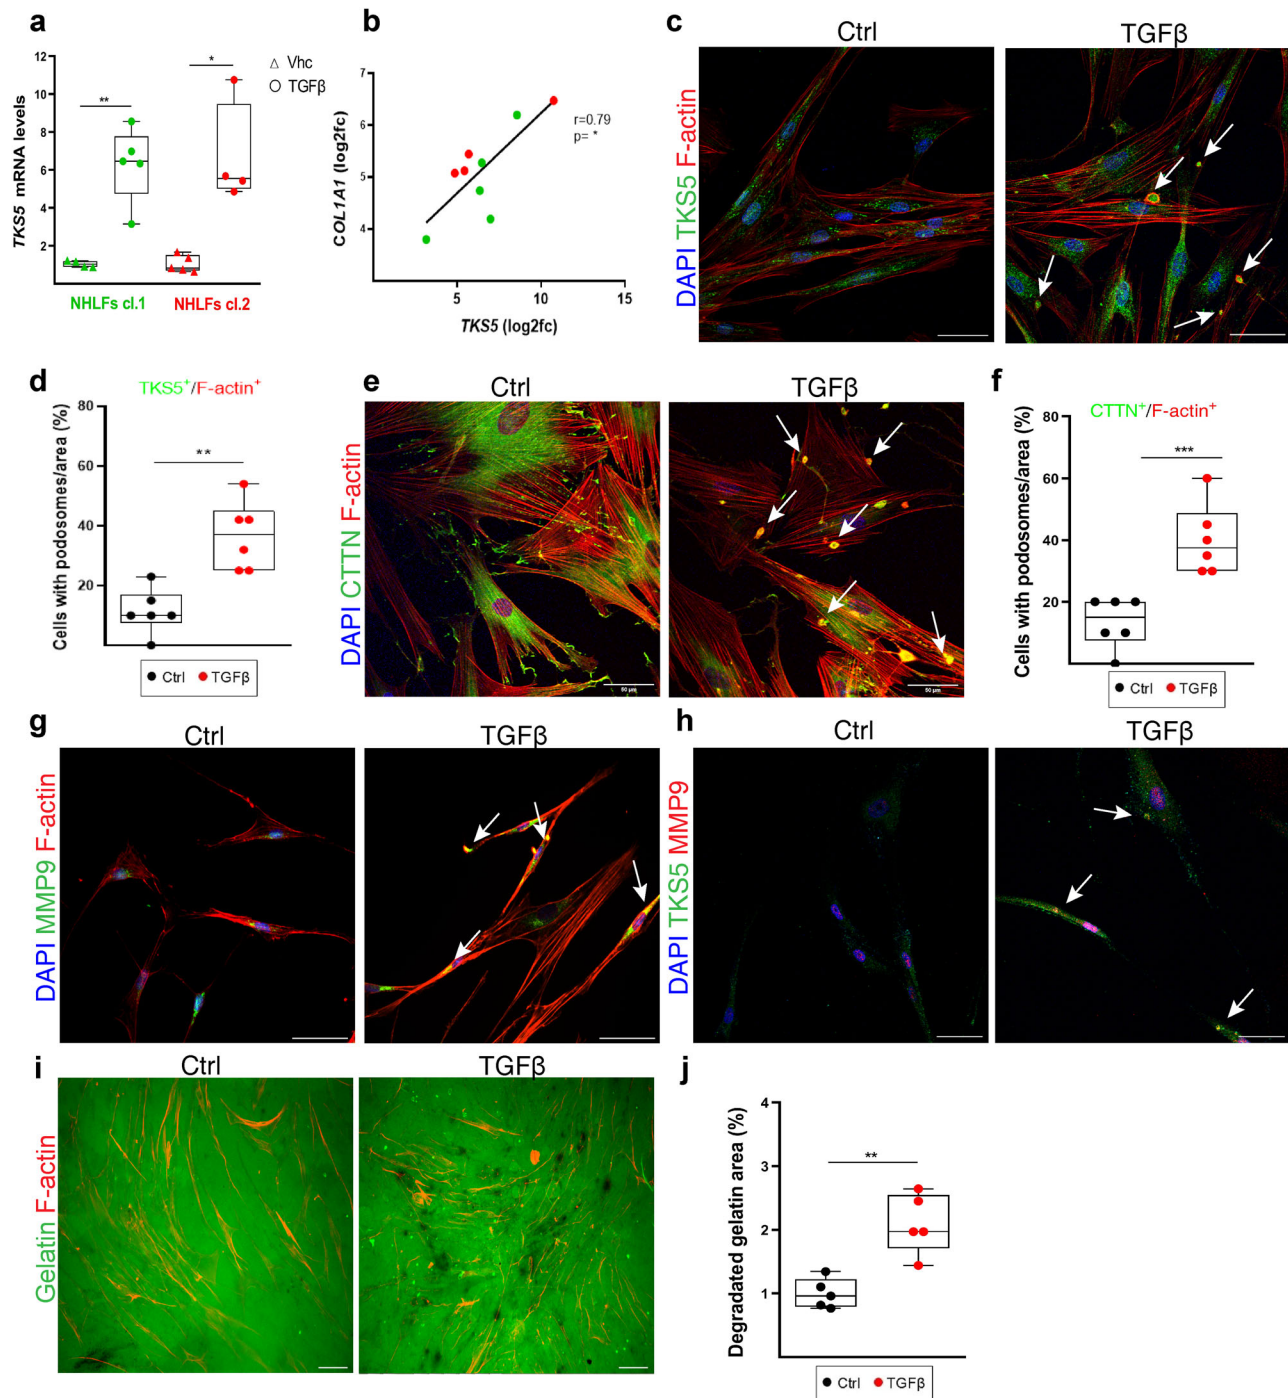 a
TKS5 mRNA levels
12
10
8
6
4
2
**
*
Vhc
TGFβ
NHLFs cl.1
NHLFs cl.2
b
COL1A1 (log2fc)
7
6
5
4
r=0.79
p= *
5
10
15
TKS5 (log2fc)
c
Ctrl
TGFβ
DAPI TKS5 F-actin
d
TKS5+/F-actin+
Cells with podosomes/area (%)
80
60
40
20
**
Ctrl
TGFβ
e
Ctrl
TGFβ
DAPI CTTN F-actin
50 µm
50 µm
f
CTTN+/F-actin+
Cells with podosomes/area (%)
80
60
40
20
***
Ctrl
TGFβ
g
Ctrl
TGFβ
DAPI MMP9 F-actin
h
Ctrl
TGFβ
DAPI TKS5 MMP9
i
Ctrl
TGFβ
Gelatin F-actin
j
Degradated gelatin area (%)
4
3
2
1
**
Ctrl
TGFβ